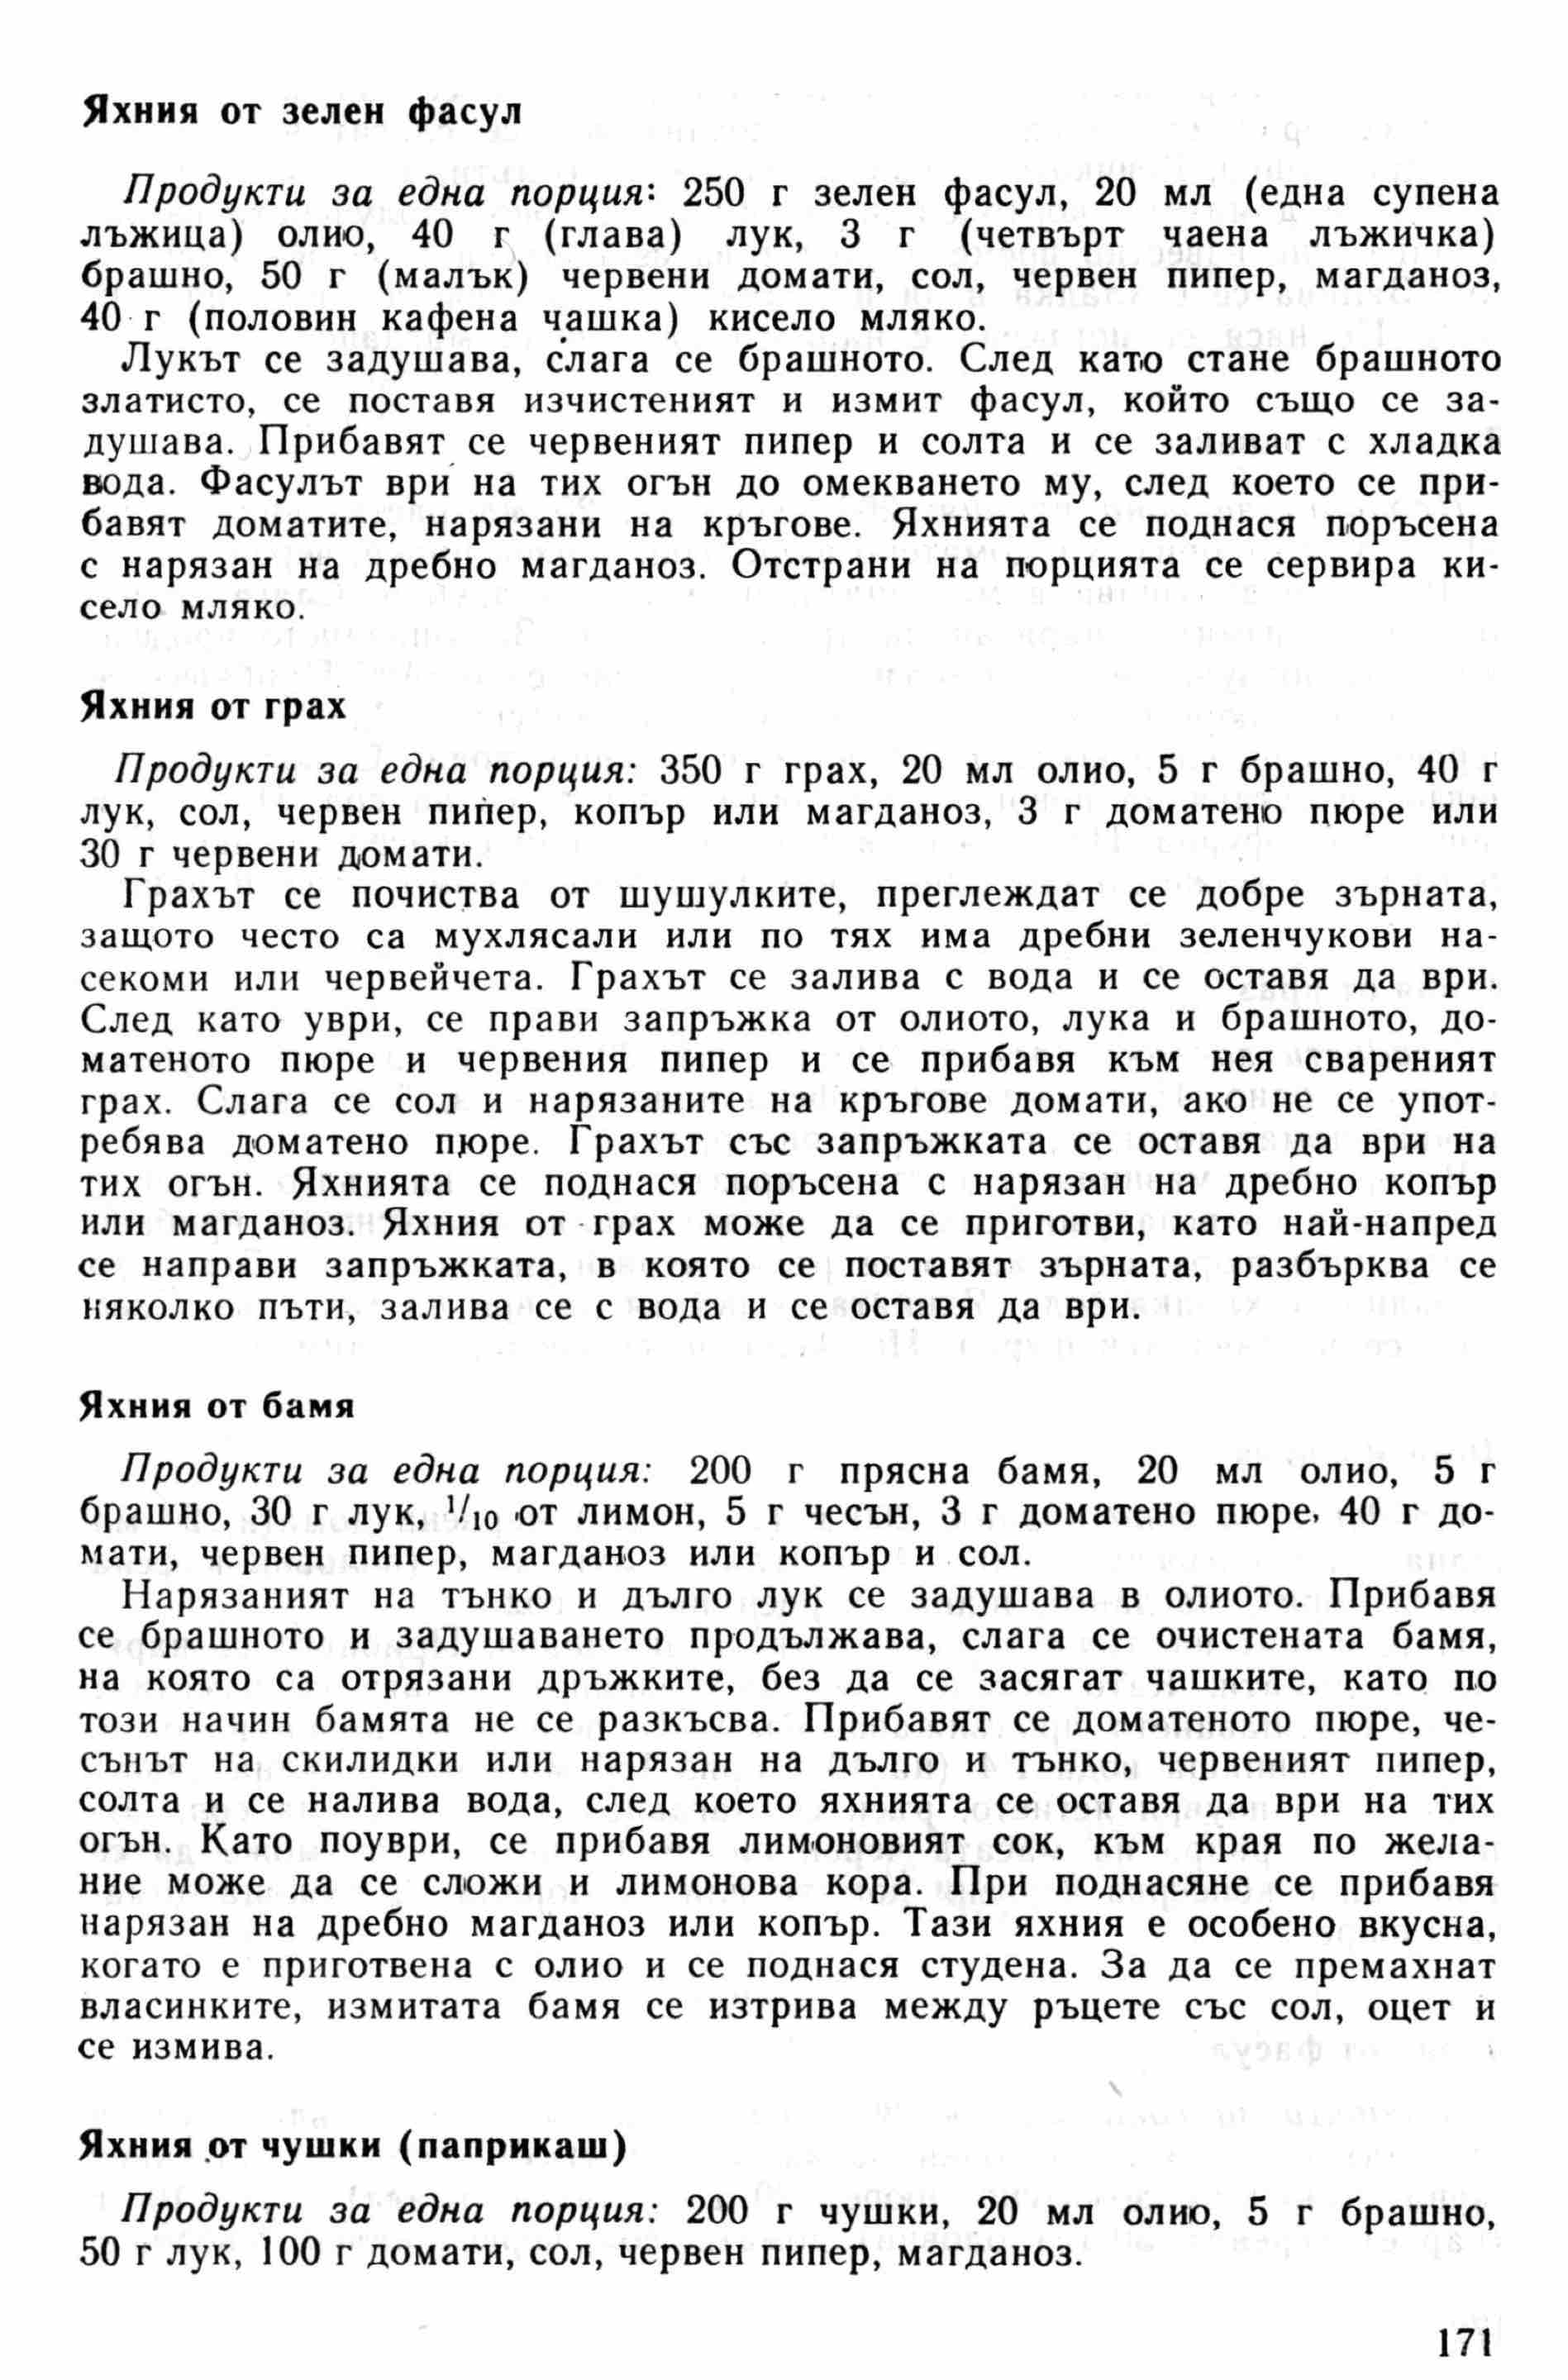 Яхния от зелен фасул
Продукти за една порция: 250 г зелен фасул, 20 мл (една супена
лъжица) олио, 40 г (глава) лук, 3 г (четвърт чаена лъжичка)
брашно, 50 г (малък) червени домати, сол, червен пипер, магданоз,
40 г (половин кафена чашка) кисело мляко.
Лукът се задушава, слага се брашното. След като стане брашното
златисто, се поставя изчистеният и измит фасул, който също се за-
душава. Прибавят се червеният пипер и солта и се заливат с хладка
вода. Фасулът ври на тих огън до омекването му, след което се при-
бавят доматите, нарязани на кръгове. Яхнията се поднася поръсена
с нарязан на дребно магданоз. Отстрани на порцията се сервира ки-
село мляко.
Яхния от грах
Продукти за една порция: 350 г грах, 20 мл олио, 5 г брашно, 40 г
лук, сол, червен пипер, копър или магданоз, 3 г доматено пюре или
30 г червени домати.
Грахът се почиства от шушулките, преглеждат се добре зърната,
защото често са мухлясали или по тях има дребни зеленчукови на-
секоми или червейчета. Грахът се залива с вода и се оставя да ври.
След като уври, се прави запръжка от олиото, лука и брашното, до-
матеното пюре и червения пипер и се прибавя към нея свареният
грах. Слага се сол и нарязаните на кръгове домати, ако не се упот-
ребява доматено пюре. Грахът със запръжката се оставя да ври на
тих огън. Яхнията се поднася поръсена с нарязан на дребно копър
или магданоз. Яхния от грах може да се приготви, като най-напред
се направи запръжката, в която се поставят зърната, разбърква се
няколко пъти, залива се с вода и се оставя да ври.
Яхния от бамя
Продукти за една порция: 200 г прясна бамя, 20 мл олио, 5 г
брашно, 30 г лук, 1/10 от лимон, 5 г чесън, 3 г доматено пюре, 40 г до-
мати, червен пипер, магданоз или копър и сол.
Нарязаният на тънко и дълго лук се задушава в олиото. Прибавя
се брашното и задушаването продължава, слага се очистената бамя,
на която са отрязани дръжките, без да се засягат чашките, като по
този начин бамята не се разкъсва. Прибавят се доматеното пюре, че-
сънът на скилидки или нарязан на дълго и тънко, червеният пипер,
солта и се налива вода, след което яхнията се оставя да ври на тих
огън. Като поуври, се прибавя лимоновият сок, към края по жела-
ние може да се сложи и лимонова кора. При поднасяне се прибавя
нарязан на дребно магданоз или копър. Тази яхния е особено вкусна,
когато е приготвена с олио и се поднася студена. За да се премахнат
власинките, измитата бамя се изтрива между ръцете със сол, оцет и
се измива.
Яхния от чушки (паприкаш)
Продукти за една порция: 200 г чушки, 20 мл олио, 5 г брашно,
50 г лук, 100 г домати, сол, червен пипер, магданоз.
171